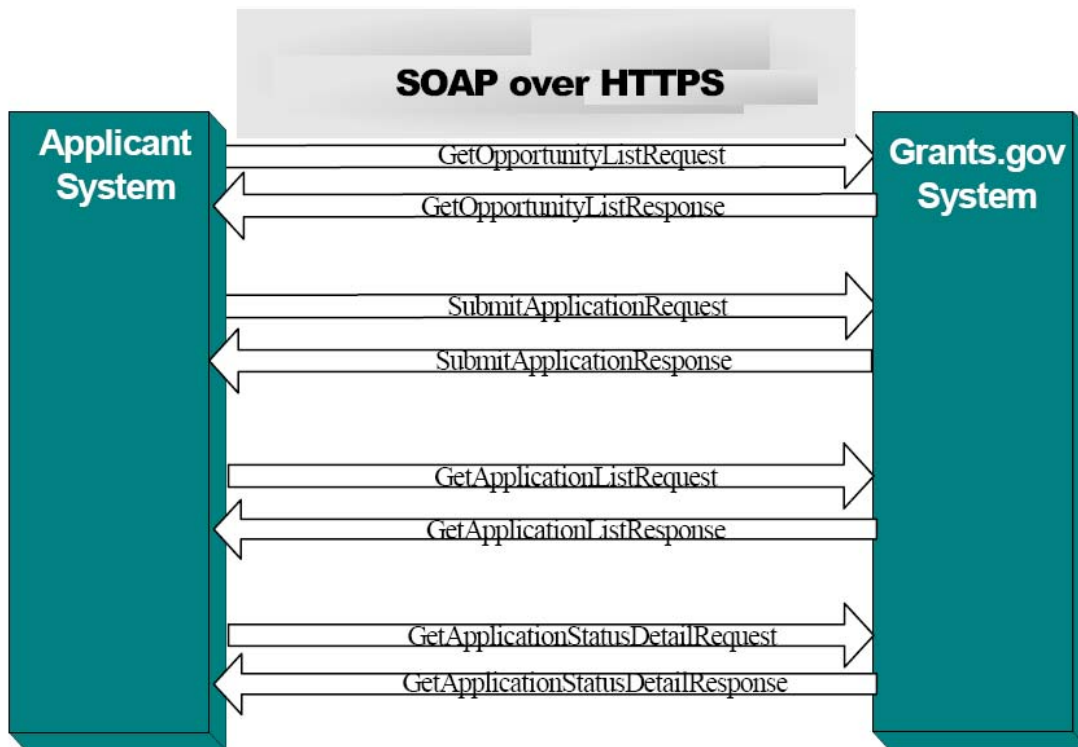 SOAP over HTTPS
Applicant
System
Grants.gov
System
GetOpportunityListRequest
GetOpportunityListResponse
SubmitApplicationRequest
SubmitApplicationResponse
GetApplicationListRequest
GetApplicationListResponse
GetApplicationStatusDetailRequest
GetApplicationStatusDetailResponse